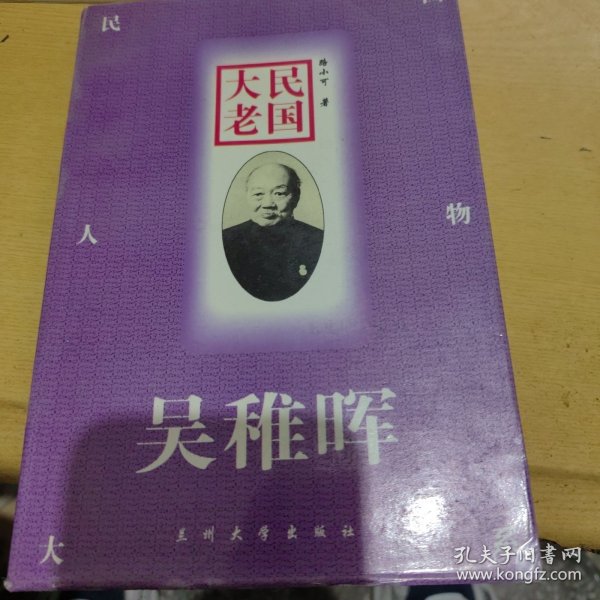 民
物
人
大
路小可 著
民国
大老
吴稚晖
兰州大学出版社
孔夫子旧书网
www.kongfz.com